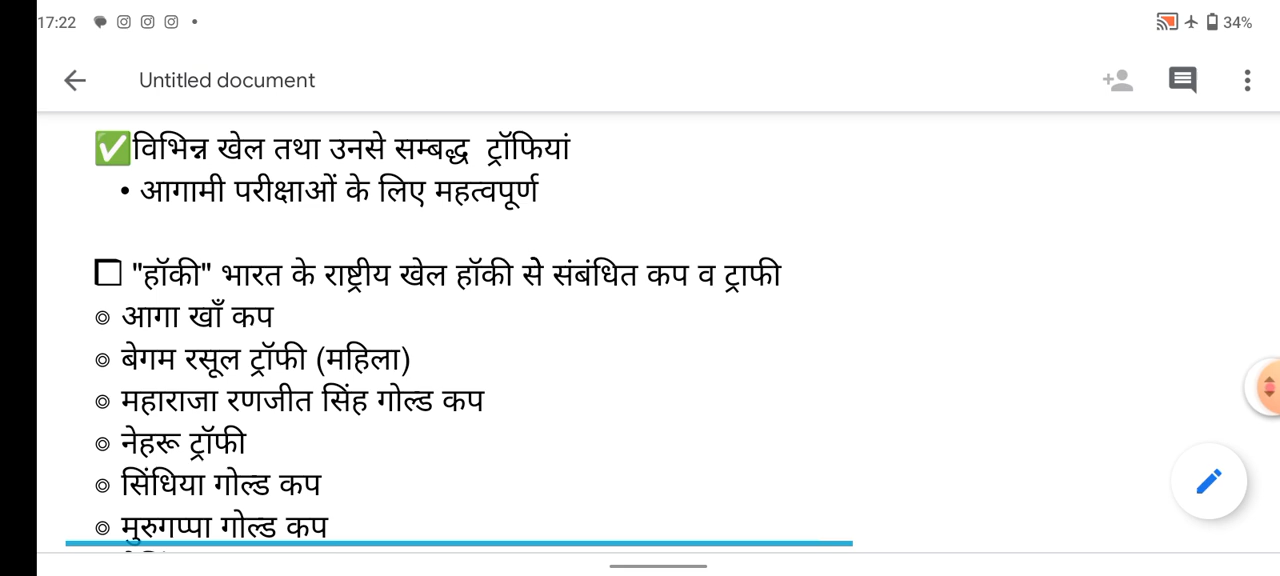 17:22
34%
Untitled document
✅विभिन्न खेल तथा उनसे सम्बद्ध ट्रॉफियां
• आगामी परीक्षाओं के लिए महत्वपूर्ण
□ "हॉकी" भारत के राष्ट्रीय खेल हॉकी सेे संबंधित कप व ट्राफी
◎ आगा खाँ कप
◎ बेगम रसूल ट्रॉफी (महिला)
◎ महाराजा रणजीत सिंह गोल्ड कप
◎ नेहरू ट्रॉफी
◎ सिंधिया गोल्ड कप
◎ मुरुगप्पा गोल्ड कप